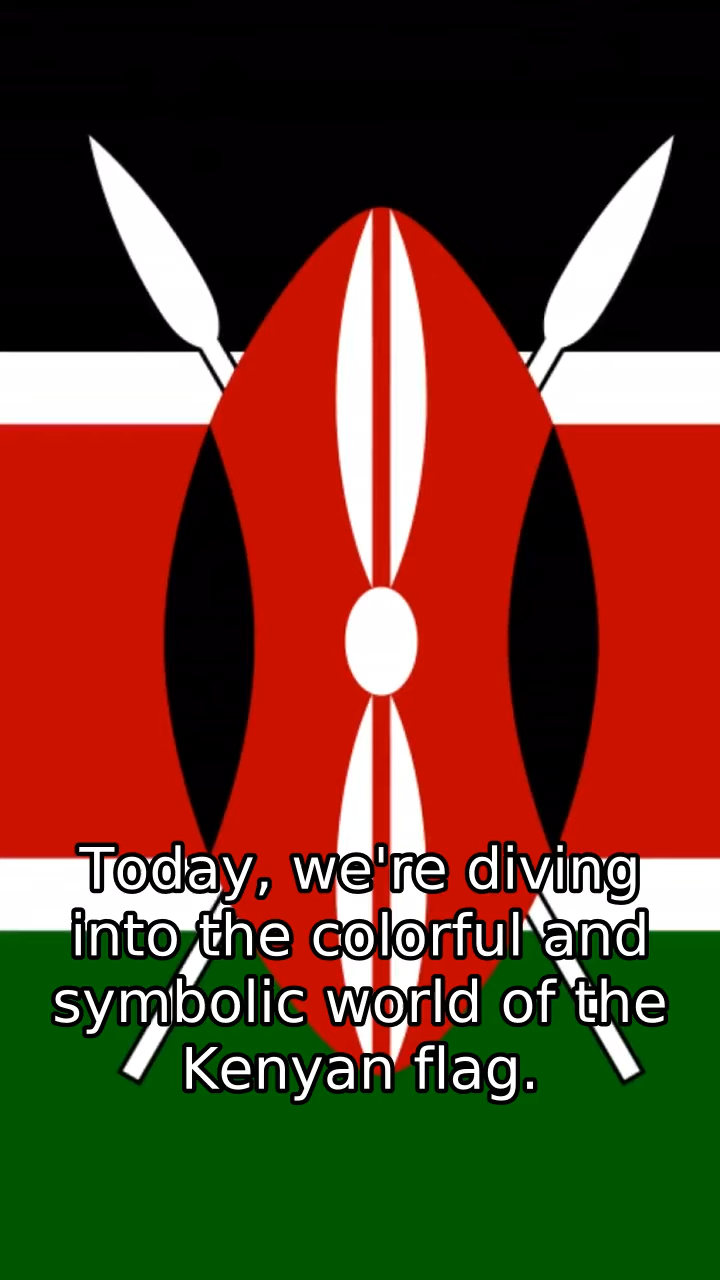 Today, we're diving
into the colorful and
symbolic world of the
Kenyan flag.